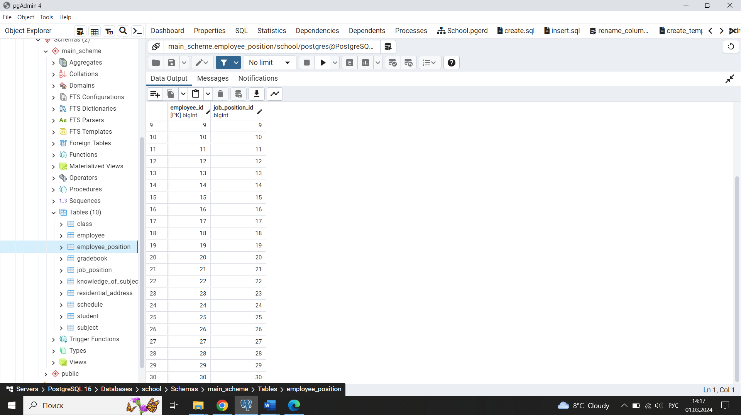 pgAdmin 4
File Object Tools Help
Object Explorer
Dashboard Properties SQL Statistics Dependencies Dependents Processes School.pgerd create.sql insert.sql rename_colum... create_temp
main_scheme.employee_position/school/postgres@PostgreSQ...
No limit
Data Output Messages Notifications
Schemas (2)
main_scheme
Aggregates
Collations
Domains
FTS Configurations
FTS Dictionaries
FTS Parsers
FTS Templates
Foreign Tables
Functions
Materialized Views
Operators
Procedures
Sequences
Tables (10)
class
employee
employee_position
gradebook
job_position
knowledge_of_subjec
residential_address
schedule
student
subject
Trigger Functions
Types
Views
public
employee_id job_position_id
[PK] bigint bigint
9 9 9
10 10 10
11 11 11
12 12 12
13 13 13
14 14 14
15 15 15
16 16 16
17 17 17
18 18 18
19 19 19
20 20 20
21 21 21
22 22 22
23 23 23
24 24 24
25 25 25
26 26 26
27 27 27
28 28 28
29 29 29
30 30 30
Servers > PostgreSQL 16 > Databases > school > Schemas > main_scheme > Tables > employee_position
Ln 1, Col 1
Поиск
8°C Cloudy
РУС
14:17
01.03.2024